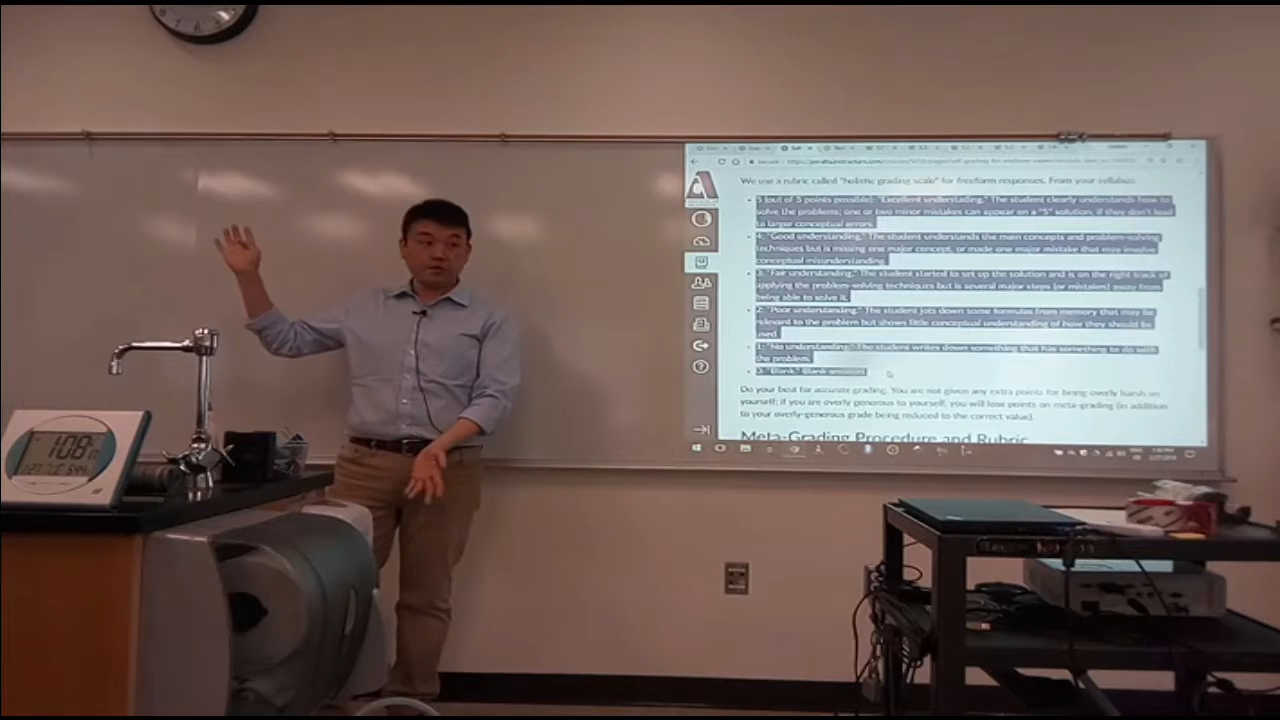 We use a rubric called "holistic grading scale" for freeform responses. From your syllabus:
5 (out of 5 points possible): "Excellent understading." The student clearly understands how to
solve the problems; one or two minor mistakes can appear on a "5" solution, if they don't lead
to larger conceptual errors.
4: "Good understanding." The student understands the main concepts and problem-solving
techniques but is missing one major concept, or made one major mistake that may involve
conceptual misunderstanding.
3: "Fair understanding." The student started to set up the solution and is on the right track of
applying the problem-solving techniques but is several major steps (or mistakes) away from
being able to solve it.
2: "Poor understanding." The student jots down some formulas from memory that may be
relevant to the problem but shows little conceptual understanding of how they should be
used.
1: "No understanding." The student writes down something that has something to do with
the problem.
"Blank." Blank answers
Do your best for accurate grading. You are not given any extra points for being overly harsh on
yourself; if you are overly generous to yourself, you will lose points on meta-grading (in addition
to your overly-generous grade being reduced to the correct value).
Meta-Grading Procedure and Rubric
1:08